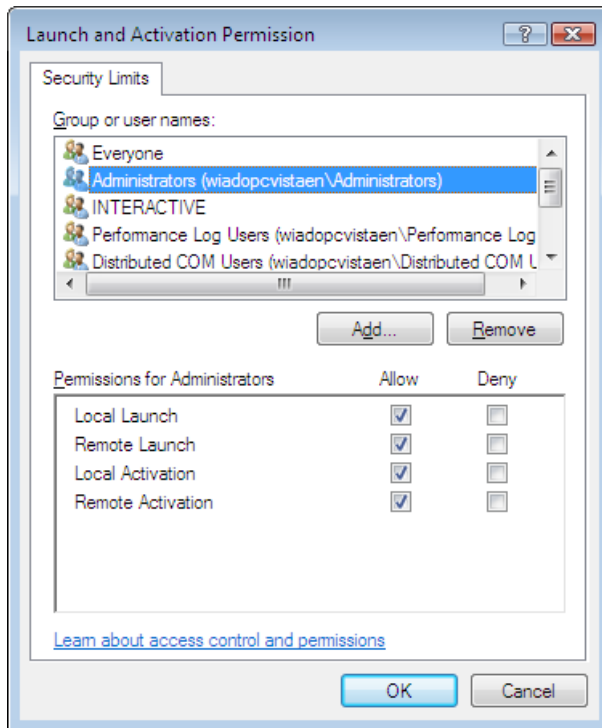 Launch and Activation Permission
Security Limits
Group or user names:
Everyone
Administrators (wiadopcvistaen\Administrators)
INTERACTIVE
Performance Log Users (wiadopcvistaen\Performance Log
Distributed COM Users (wiadopcvistaen\Distributed COM U
Add... Remove
Permissions for Administrators Allow Deny
Local Launch
Remote Launch
Local Activation
Remote Activation
Learn about access control and permissions
OK Cancel